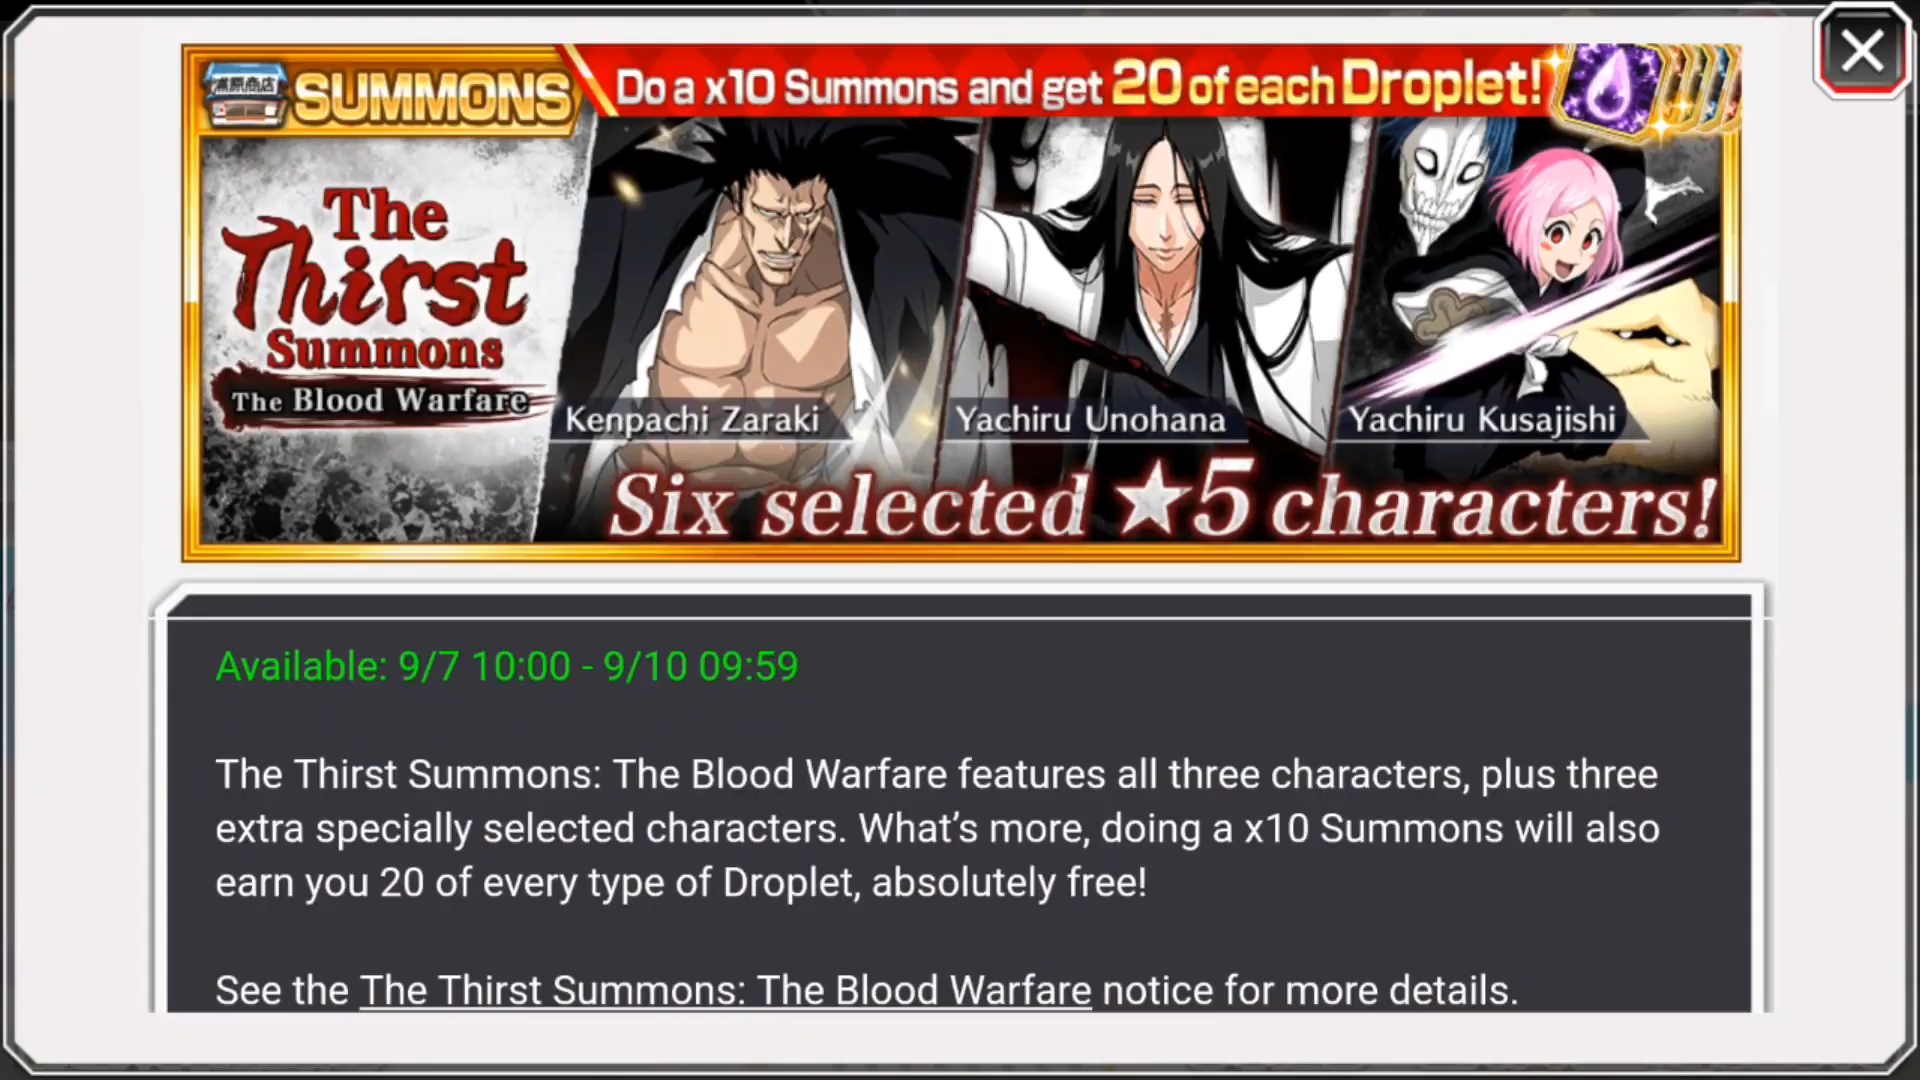 浦原商店
SUMMONS
Do a x10 Summons and get 20 of each Droplet!
The
Thirst
Summons
The Blood Warfare
Kenpachi Zaraki
Yachiru Unohana
Yachiru Kusajishi
Six selected ★5 characters!
Available: 9/7 10:00 - 9/10 09:59
The Thirst Summons: The Blood Warfare features all three characters, plus three
extra specially selected characters. What's more, doing a x10 Summons will also
earn you 20 of every type of Droplet, absolutely free!
See the The Thirst Summons: The Blood Warfare notice for more details.